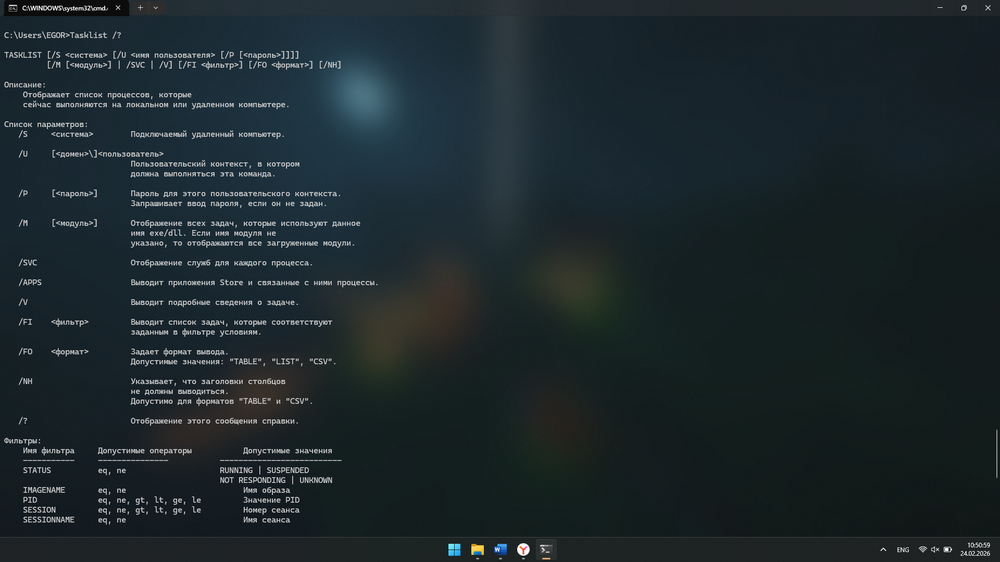 C:\WINDOWS\system32\cmd.
C:\Users\EGOR>Tasklist /?
TASKLIST [/S <система> [/U <имя пользователя> [/P [<пароль>]]]]
[/M [<модуль>] | /SVC | /V] [/FI <фильтр>] [/FO <формат>] [/NH]
Описание:
Отображает список процессов, которые
сейчас выполняются на локальном или удаленном компьютере.
Список параметров:
/S <система> Подключаемый удаленный компьютер.
/U [<домен>\]<пользователь>
Пользовательский контекст, в котором
должна выполняться эта команда.
/P [<пароль>] Пароль для этого пользовательского контекста.
Запрашивает ввод пароля, если он не задан.
/M [<модуль>] Отображение всех задач, которые используют данное
имя exe/dll. Если имя модуля не
указано, то отображаются все загруженные модули.
/SVC Отображение служб для каждого процесса.
/APPS Выводит приложения Store и связанные с ними процессы.
/V Выводит подробные сведения о задаче.
/FI <фильтр> Выводит список задач, которые соответствуют
заданным в фильтре условиям.
/FO <формат> Задает формат вывода.
Допустимые значения: "TABLE", "LIST", "CSV".
/NH Указывает, что заголовки столбцов
не должны выводиться.
Допустимо для форматов "TABLE" и "CSV".
/? Отображение этого сообщения справки.
Фильтры:
Имя фильтра Допустимые операторы Допустимые значения
----------- --------------- --------------------------
STATUS eq, ne RUNNING | SUSPENDED
NOT RESPONDING | UNKNOWN
IMAGENAME eq, ne Имя образа
PID eq, ne, gt, lt, ge, le Значение PID
SESSION eq, ne, gt, lt, ge, le Номер сеанса
SESSIONNAME eq, ne Имя сеанса
ENG
10:50:59
24.02.2026